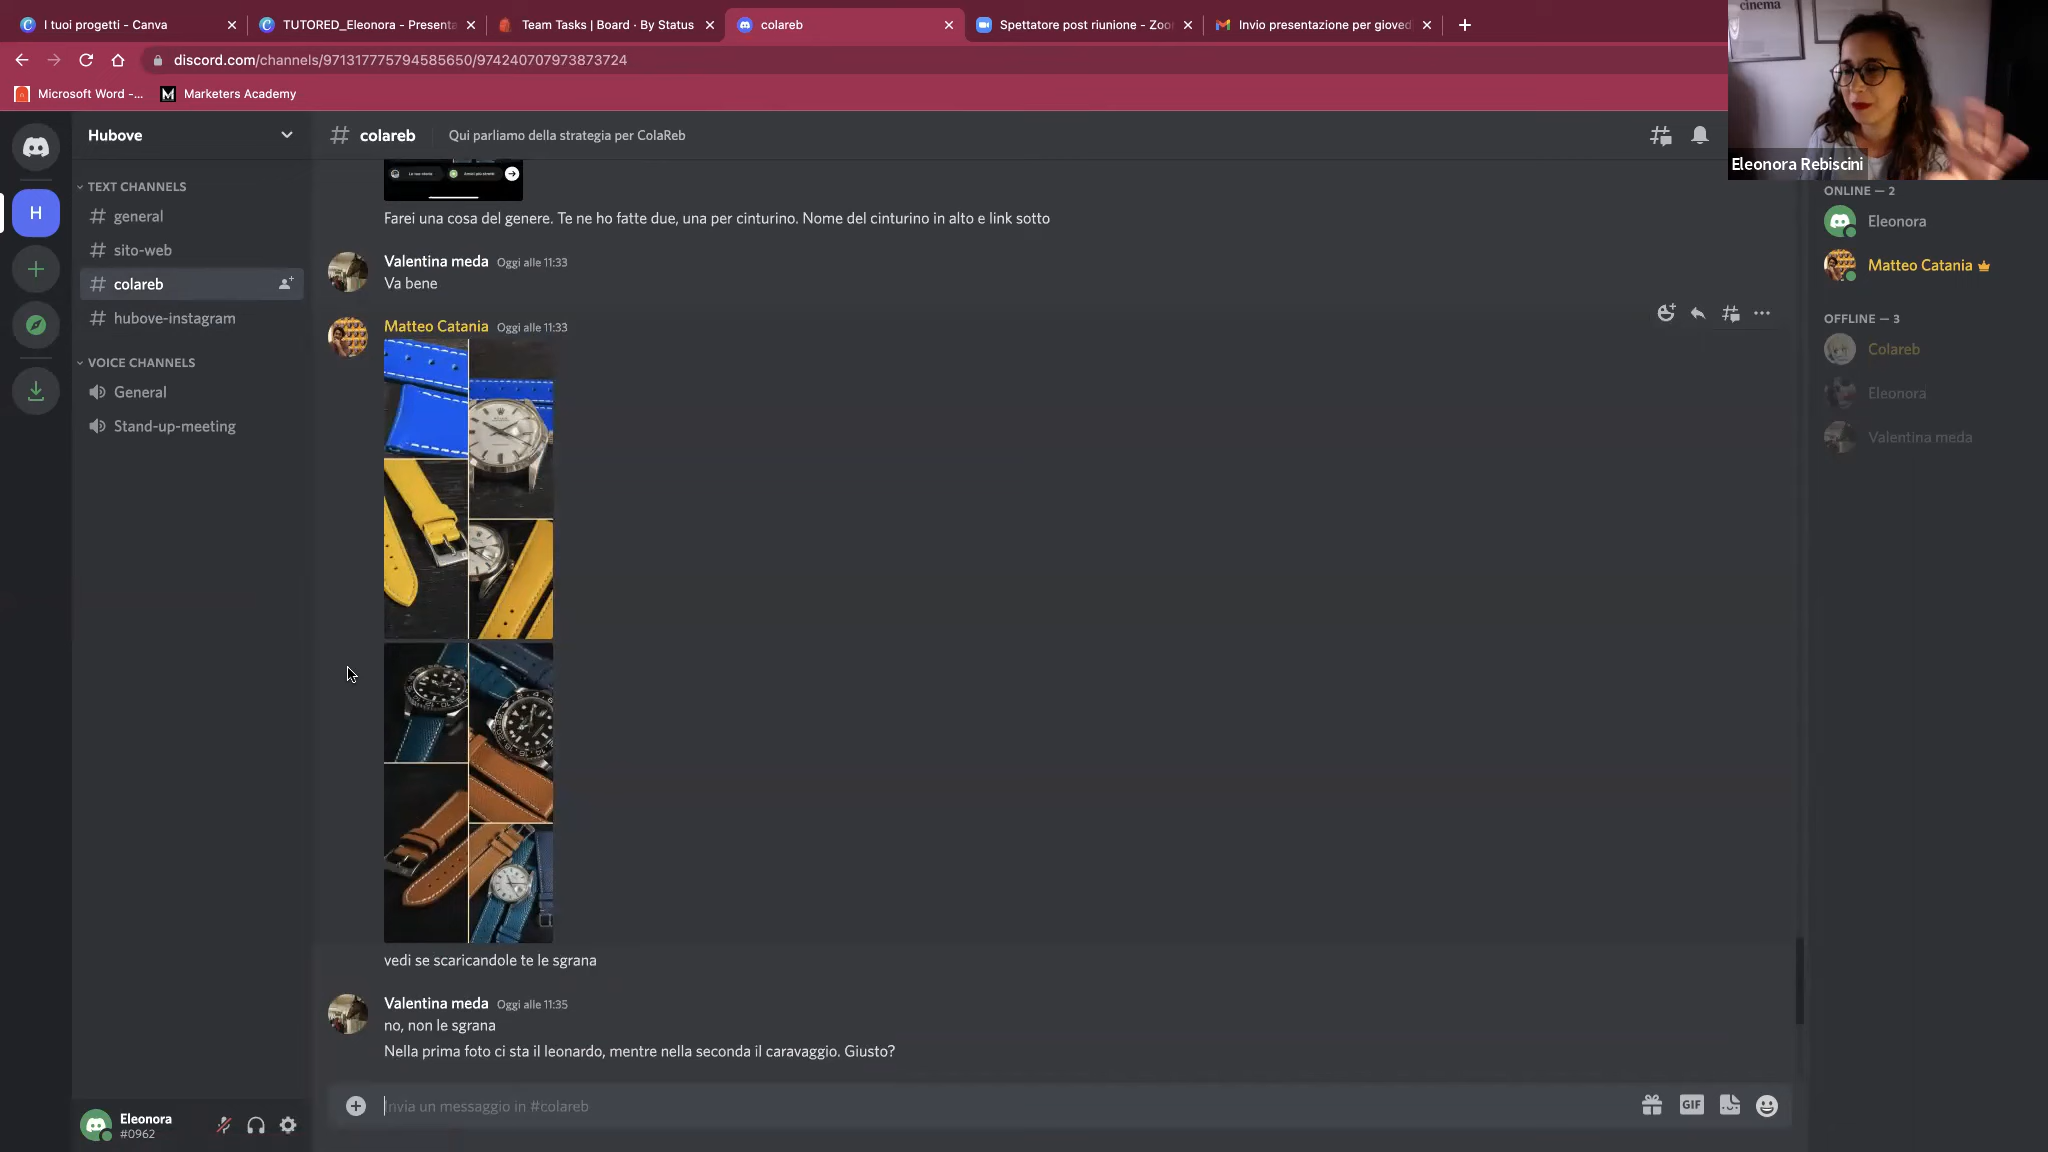 I tuoi progetti - Canva
TUTORED_Eleonora - Presenta
Team Tasks | Board · By Status
colareb
Spettatore post riunione - Zoo
Invio presentazione per gioved
discord.com/channels/971317775794585650/974240707973873724
Microsoft Word -...
Marketers Academy
cinema
Eleonora Rebiscini
Hubove
colareb
Qui parliamo della strategia per ColaReb
TEXT CHANNELS
general
sito-web
colareb
hubove-instagram
VOICE CHANNELS
General
Stand-up-meeting
Farei una cosa del genere. Te ne ho fatte due, una per cinturino. Nome del cinturino in alto e link sotto
Valentina meda Oggi alle 11:33
Va bene
Matteo Catania Oggi alle 11:33
vedi se scaricandole te le sgrana
Valentina meda Oggi alle 11:35
no, non le sgrana
Nella prima foto ci sta il leonardo, mentre nella seconda il caravaggio. Giusto?
Invia un messaggio in #colareb
GIF
ONLINE — 2
Eleonora
Matteo Catania
OFFLINE — 3
Colareb
Eleonora
Valentina meda
H
Eleonora
#0962